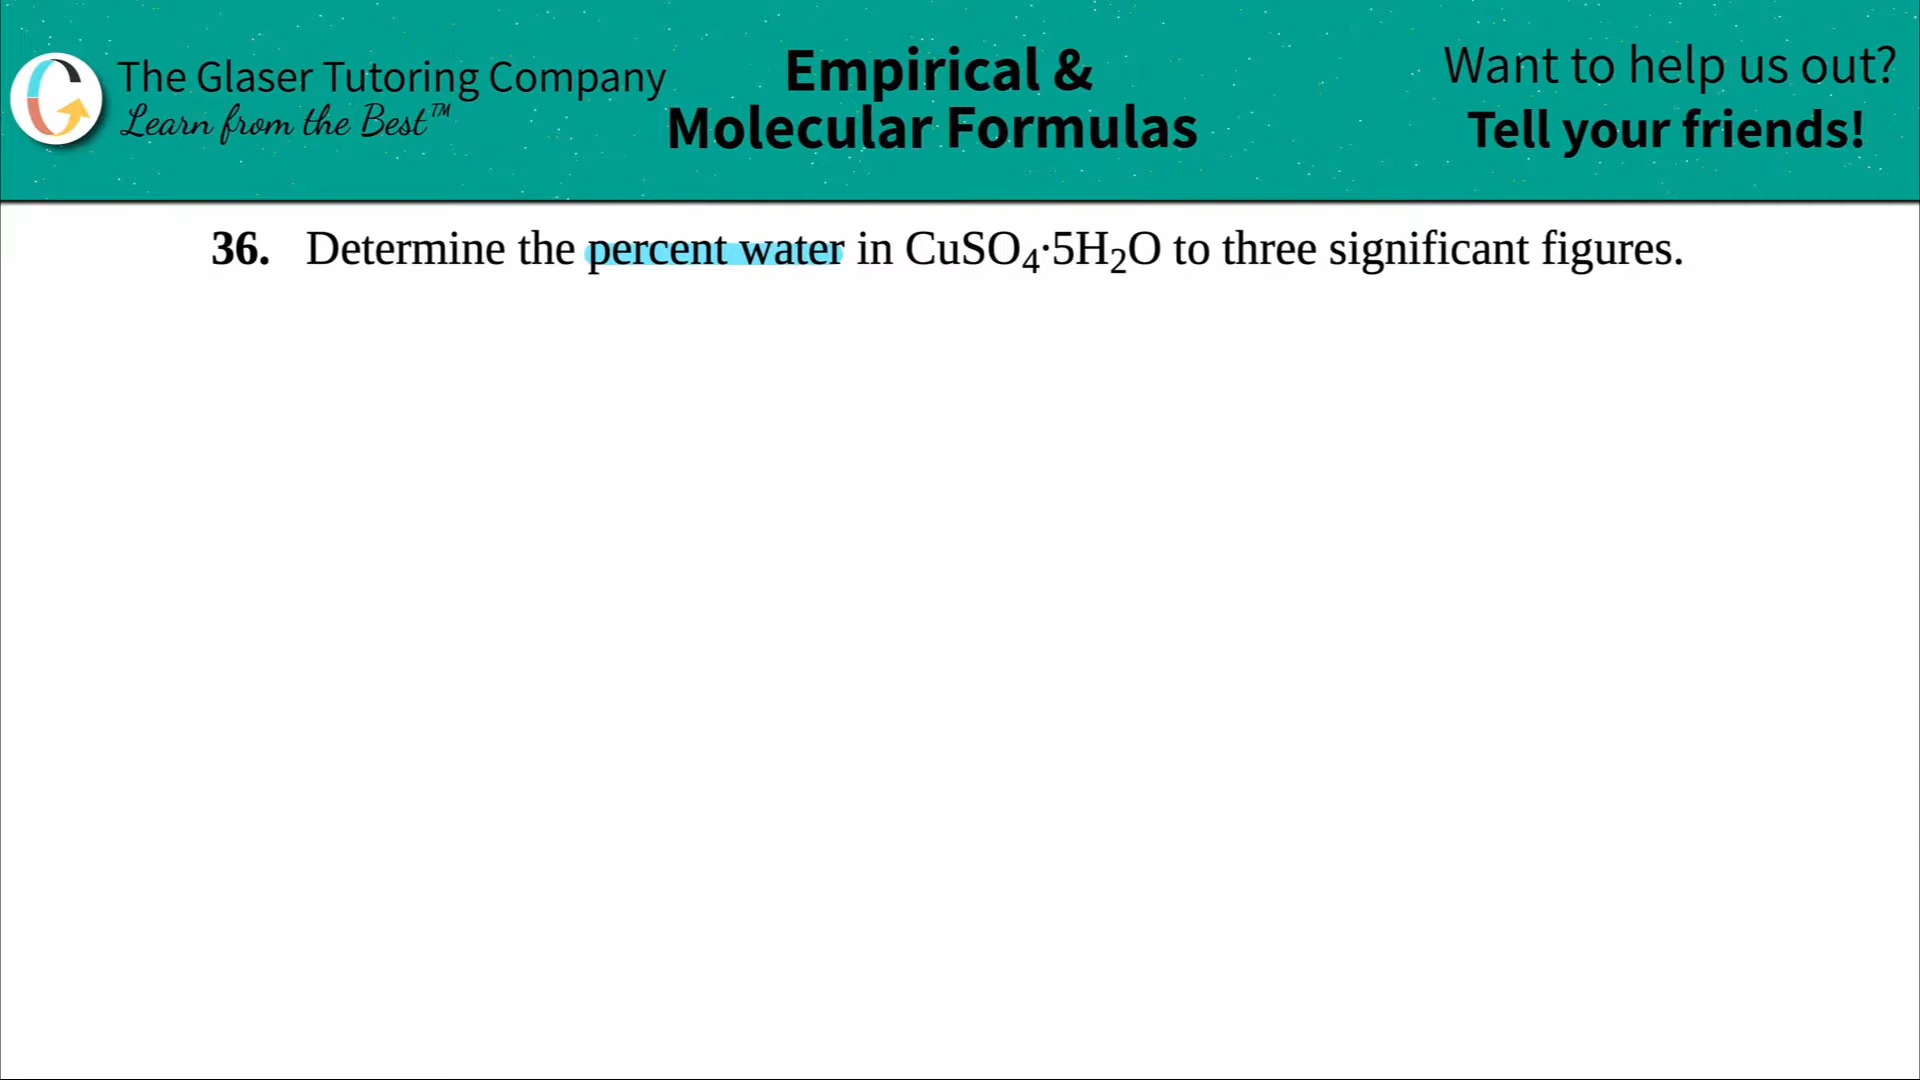 The Glaser Tutoring Company
Learn from the Best™
Empirical &
Molecular Formulas
Want to help us out?
Tell your friends!
36. Determine the percent water in CuSO₄·5H₂O to three significant figures.